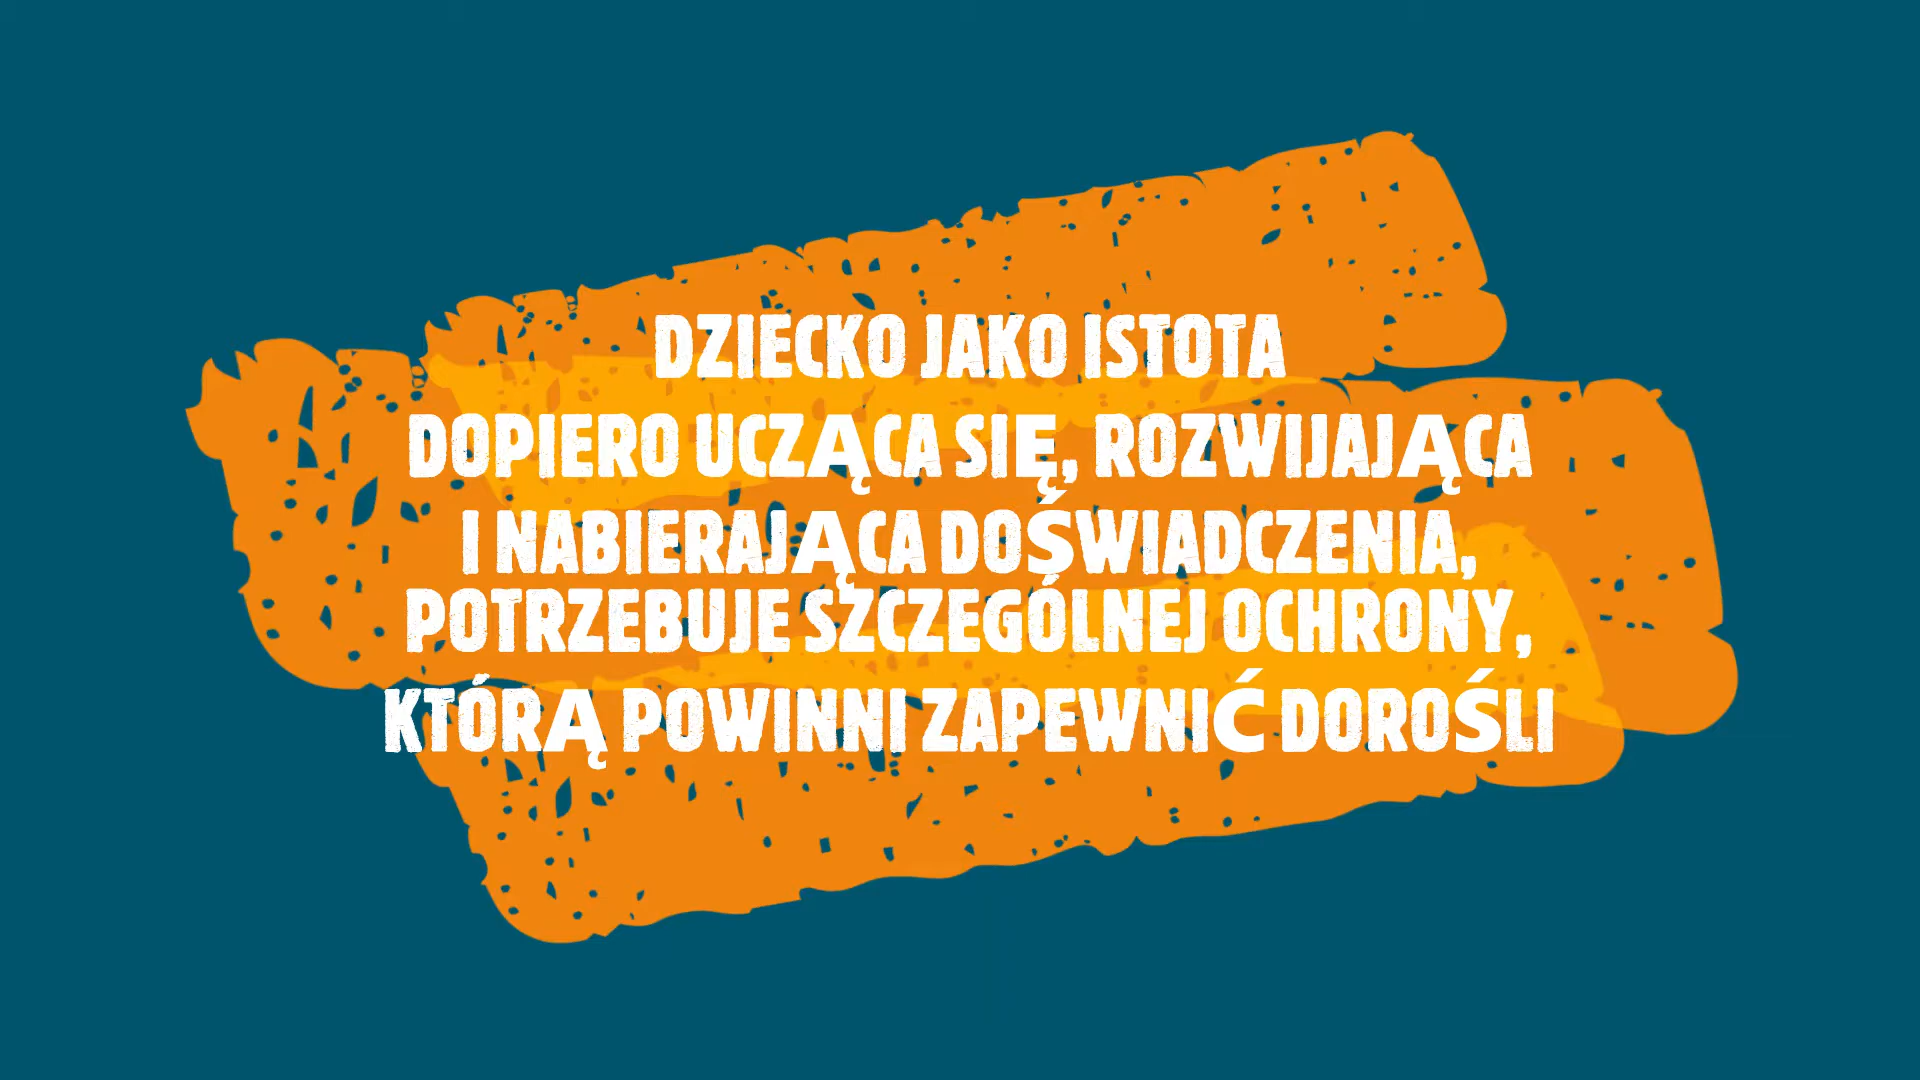 DZIECKO JAKO ISTOTA
DOPIERO UCZĄCA SIĘ, ROZWIJAJĄCA
I NABIERAJĄCA DOŚWIADCZENIA,
POTRZEBUJE SZCZEGÓLNEJ OCHRONY,
KTÓRĄ POWINNI ZAPEWNIĆ DOROŚLI